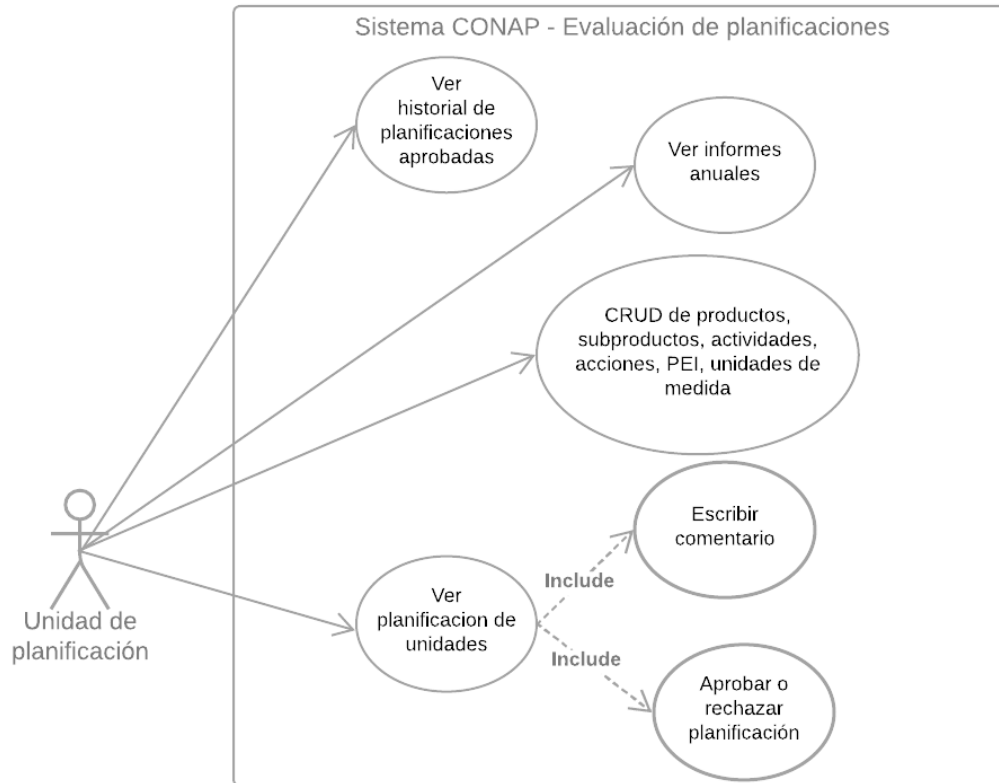 Sistema CONAP - Evaluación de planificaciones
Ver
historial de
planificaciones
aprobadas
Ver informes
anuales
CRUD de productos,
subproductos, actividades,
acciones, PEI, unidades de
medida
Escribir
comentario
Include
Ver
planificacion de
unidades
Include
Aprobar o
rechazar
planificación
Unidad de
planificación